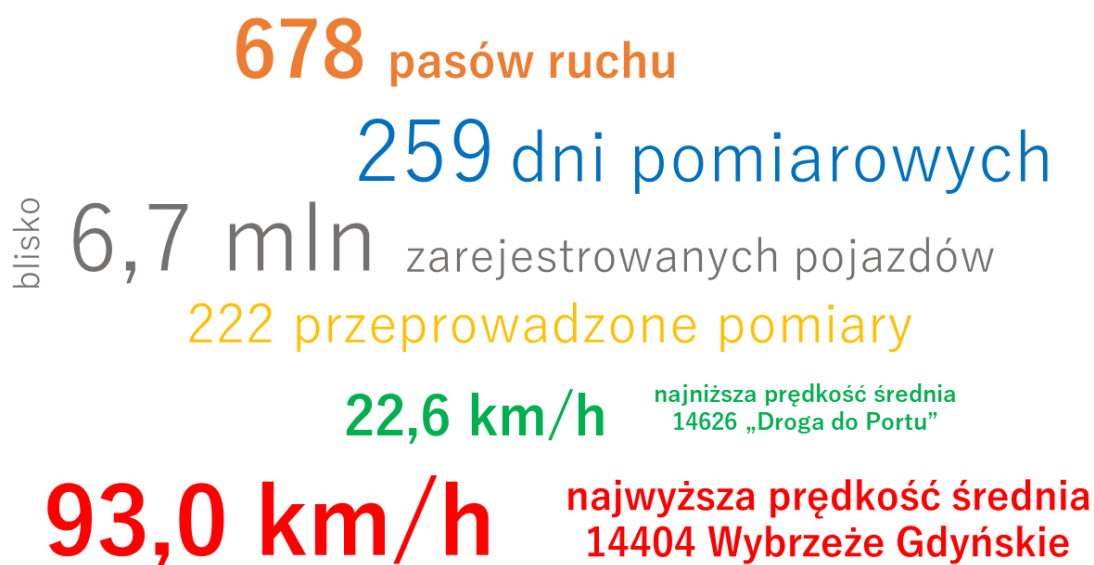 678 pasów ruchu
259 dni pomiarowych
blisko 6,7 mln zarejestrowanych pojazdów
222 przeprowadzone pomiary
22,6 km/h
najniższa prędkość średnia
14626 „Droga do Portu”
93,0 km/h
najwyższa prędkość średnia
14404 Wybrzeże Gdyńskie